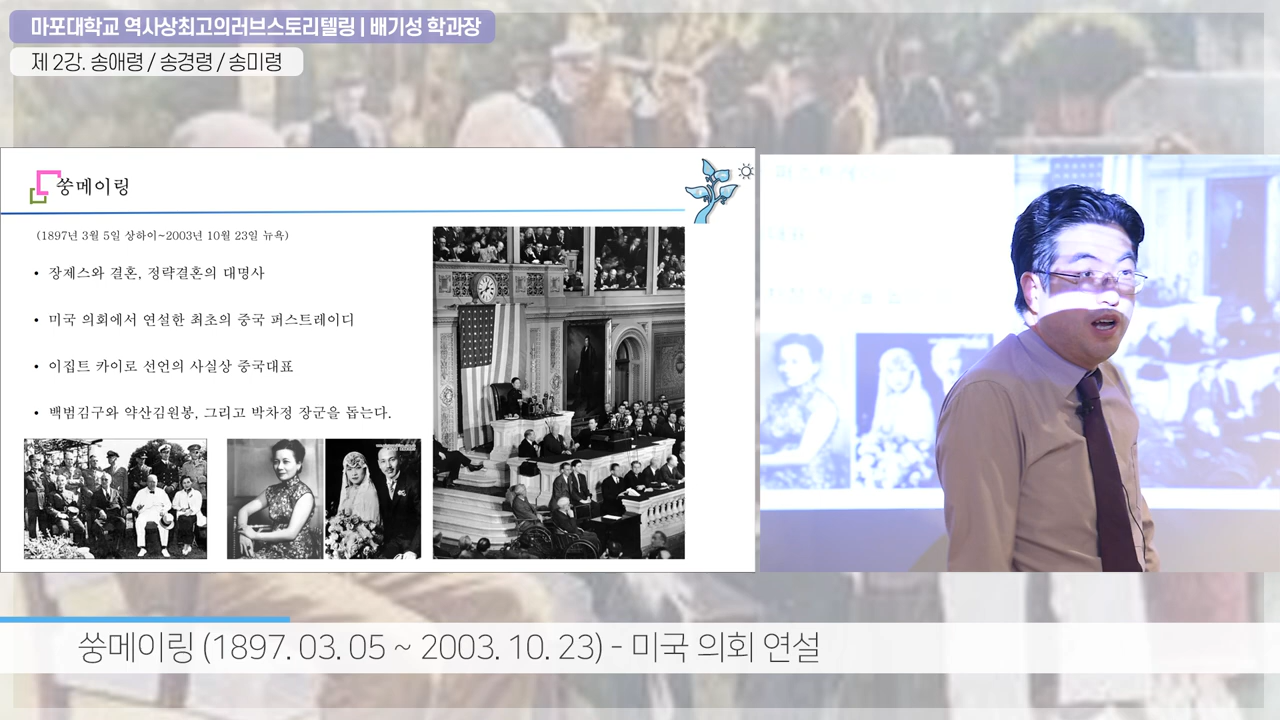 마포대학교 역사상최고의러브스토리텔링 | 배기성 학과장
제 2강. 송애령 / 송경령 / 송미령
쑹메이링
(1897년 3월 5일 상하이~2003년 10월 23일 뉴욕)
• 장제스와 결혼, 정략결혼의 대명사
• 미국 의회에서 연설한 최초의 중국 퍼스트레이디
• 이집트 카이로 선언의 사실상 중국대표
• 백범김구와 약산김원봉, 그리고 박차정 장군을 돕는다.
쑹메이링 (1897. 03. 05 ~ 2003. 10. 23) - 미국 의회 연설